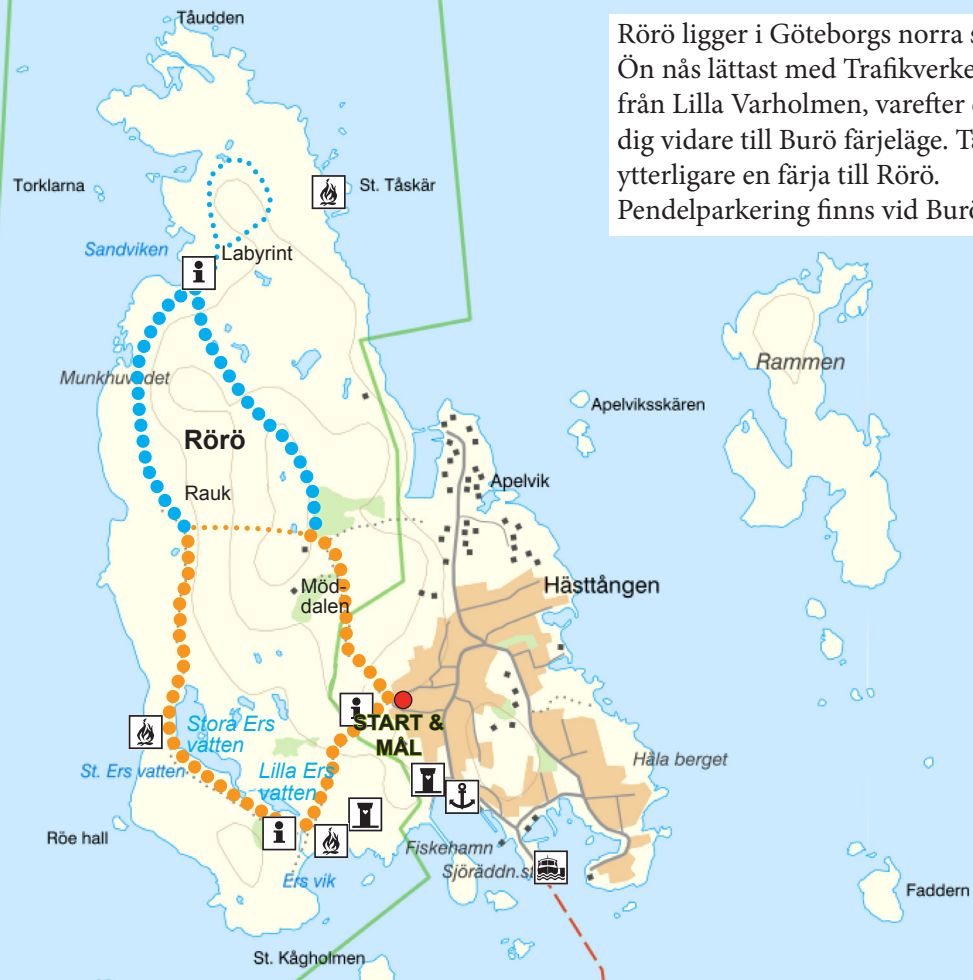 Tåudden
Rörö ligger i Göteborgs norra
Ön nås lättast med
från Lilla Varholmen, varefter
dig vidare till Burö färjeläge.
ytterligare en färja till Rörö.
Pendelparkering finns vid Burö
Torklarna
St. Tåskär
Sandviken
Labyrint
Rammen
Munkhuvudet
Apelviksskären
Rörö
Rauk
Apelvik
Möd-
dalen
Hästtången
START &
MÅL
Stora Ers
vatten
Håla berget
St. Ers vatten
Lilla Ers
vatten
Röe hall
Fiskehamn
Sjöräddn.st
Ers vik
Faddern
St. Kågholmen